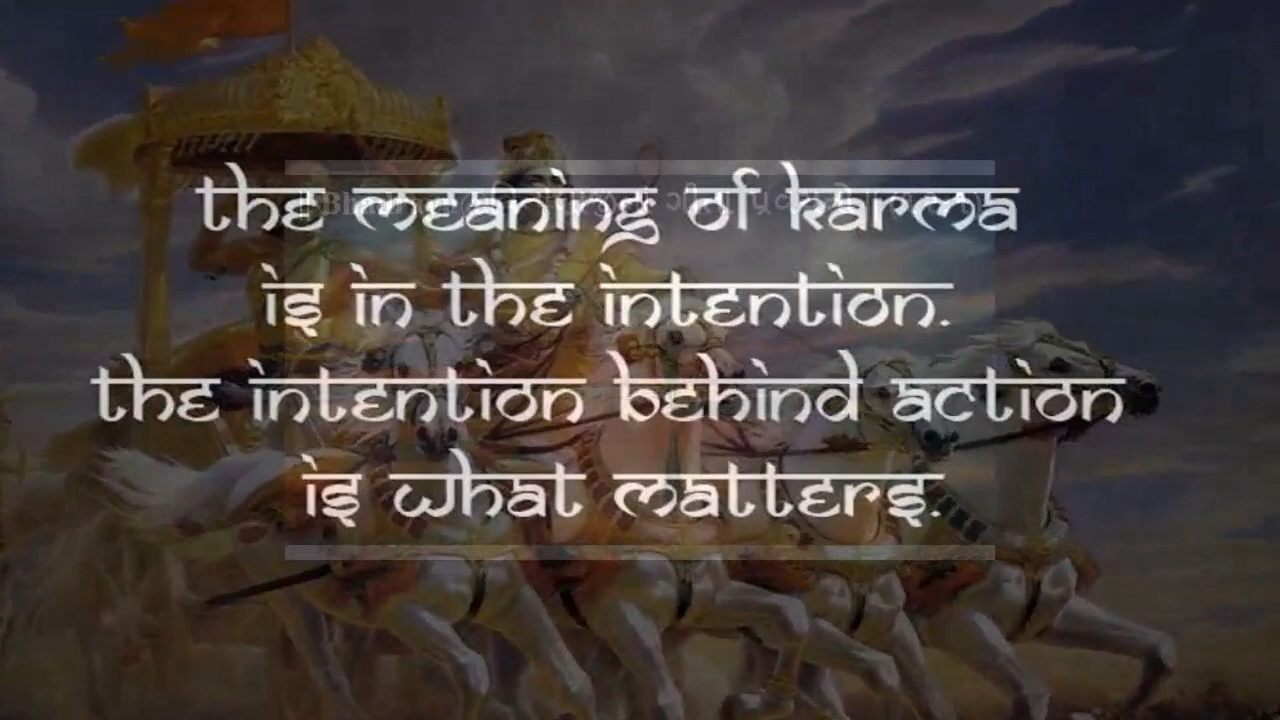 the meaning of karma
is in the intention.
the intention behind action
is what matters.